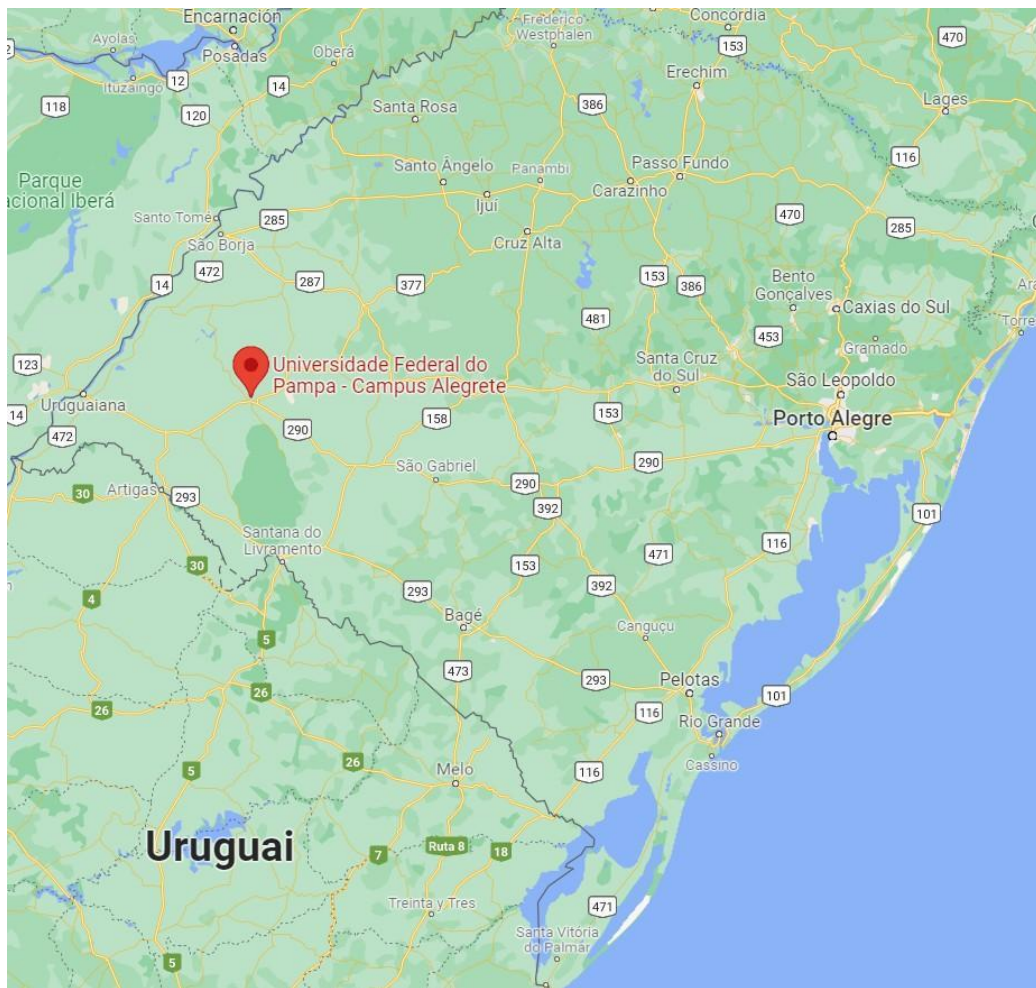 Encarnación
Concórdia
Frederico
Westphalen
470
Ayolas
Posadas
Oberá
153
Ituzaingo
12
14
Erechim
118
120
Santa Rosa
386
Lages
116
Santo Ângelo
Panambi
Passo Fundo
Parque
acional Iberá
Ijuí
Carazinho
Santo Tomé
285
470
São Borja
Cruz Alta
285
472
14
287
377
153
386
Bento
Gonçalves
Caxias do Sul
481
453
Torre
Gramado
123
Universidade Federal do
Pampa - Campus Alegrete
Santa Cruz
do Sul
São Leopoldo
Uruguaiana
14
158
153
Porto Alegre
472
290
São Gabriel
290
290
30
Artigas
293
392
101
Santana do
Livramento
116
471
30
153
4
293
392
Bagé
5
Canguçu
473
293
Pelotas
26
26
116
101
Rio Grande
26
Cassino
5
Melo
116
Uruguai
7
Ruta 8
18
Treinta y Tres
471
Santa Vitória
do Palmar
5